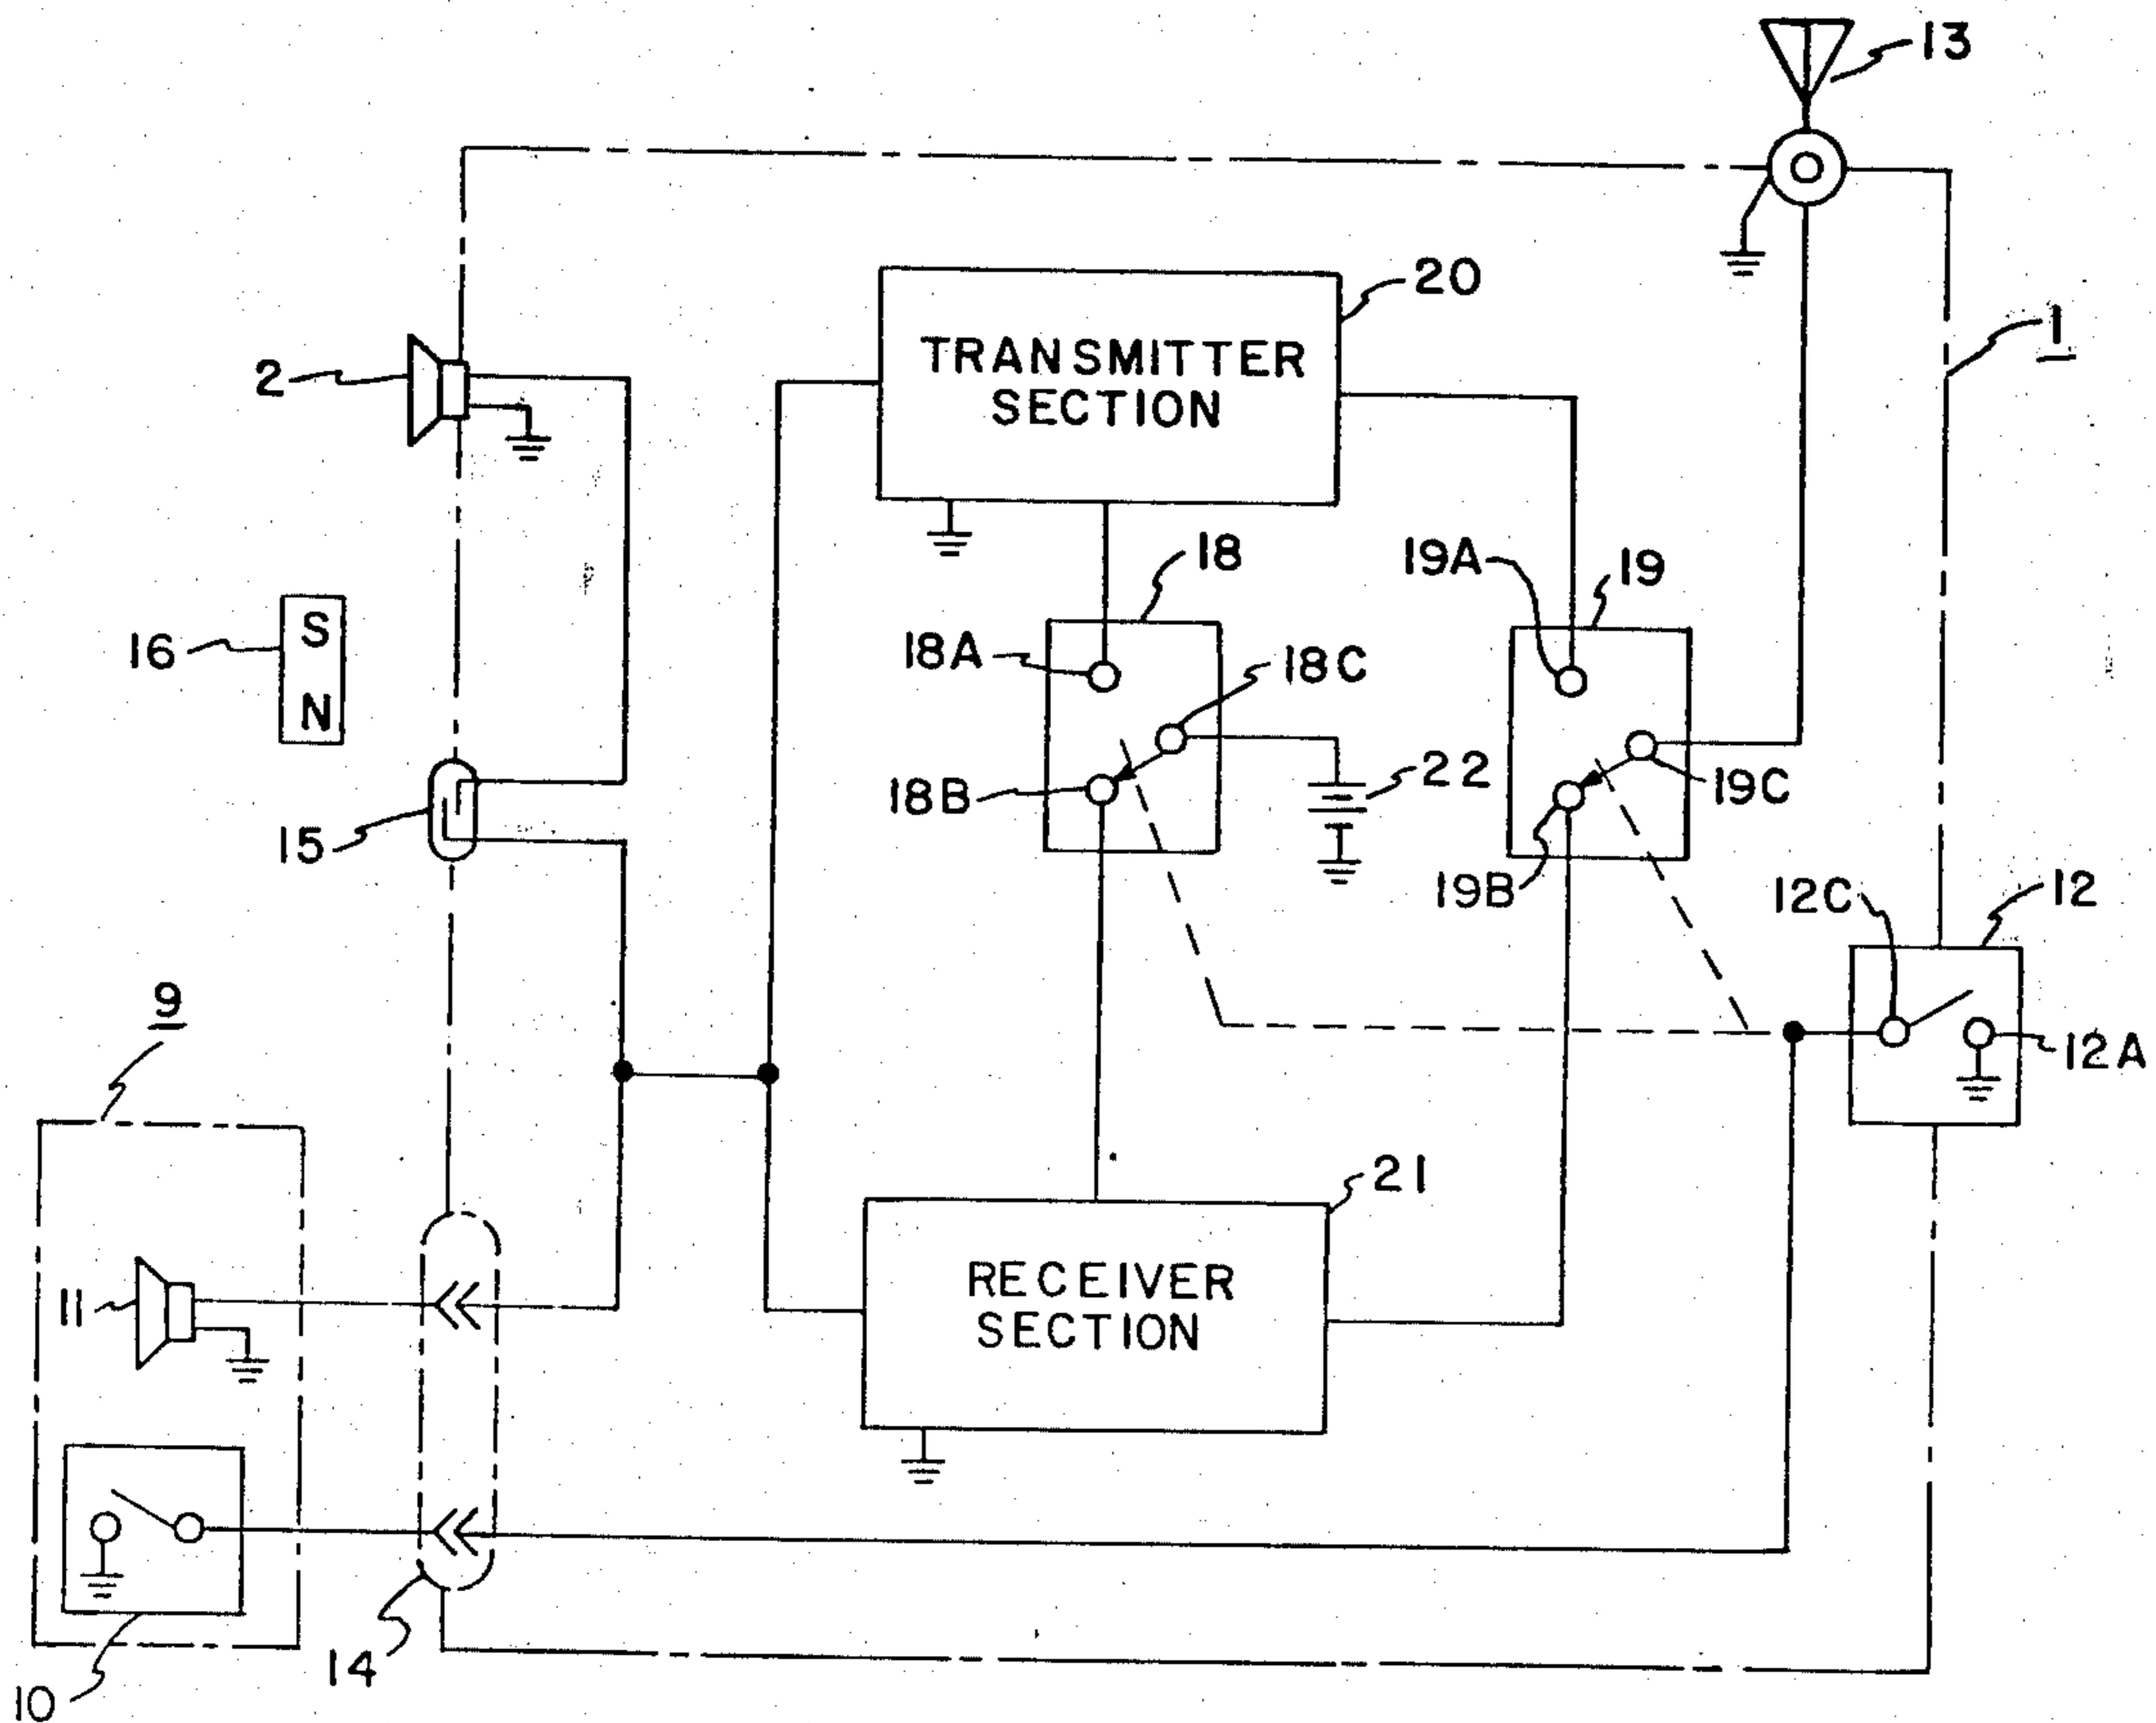 13
20
TRANSMITTER
SECTION
1
2
18
19A
19
16
S
N
18A
18C
18B
22
19C
15
19B
12C
12
9
12A
21
RECEIVER
SECTION
11
14
10